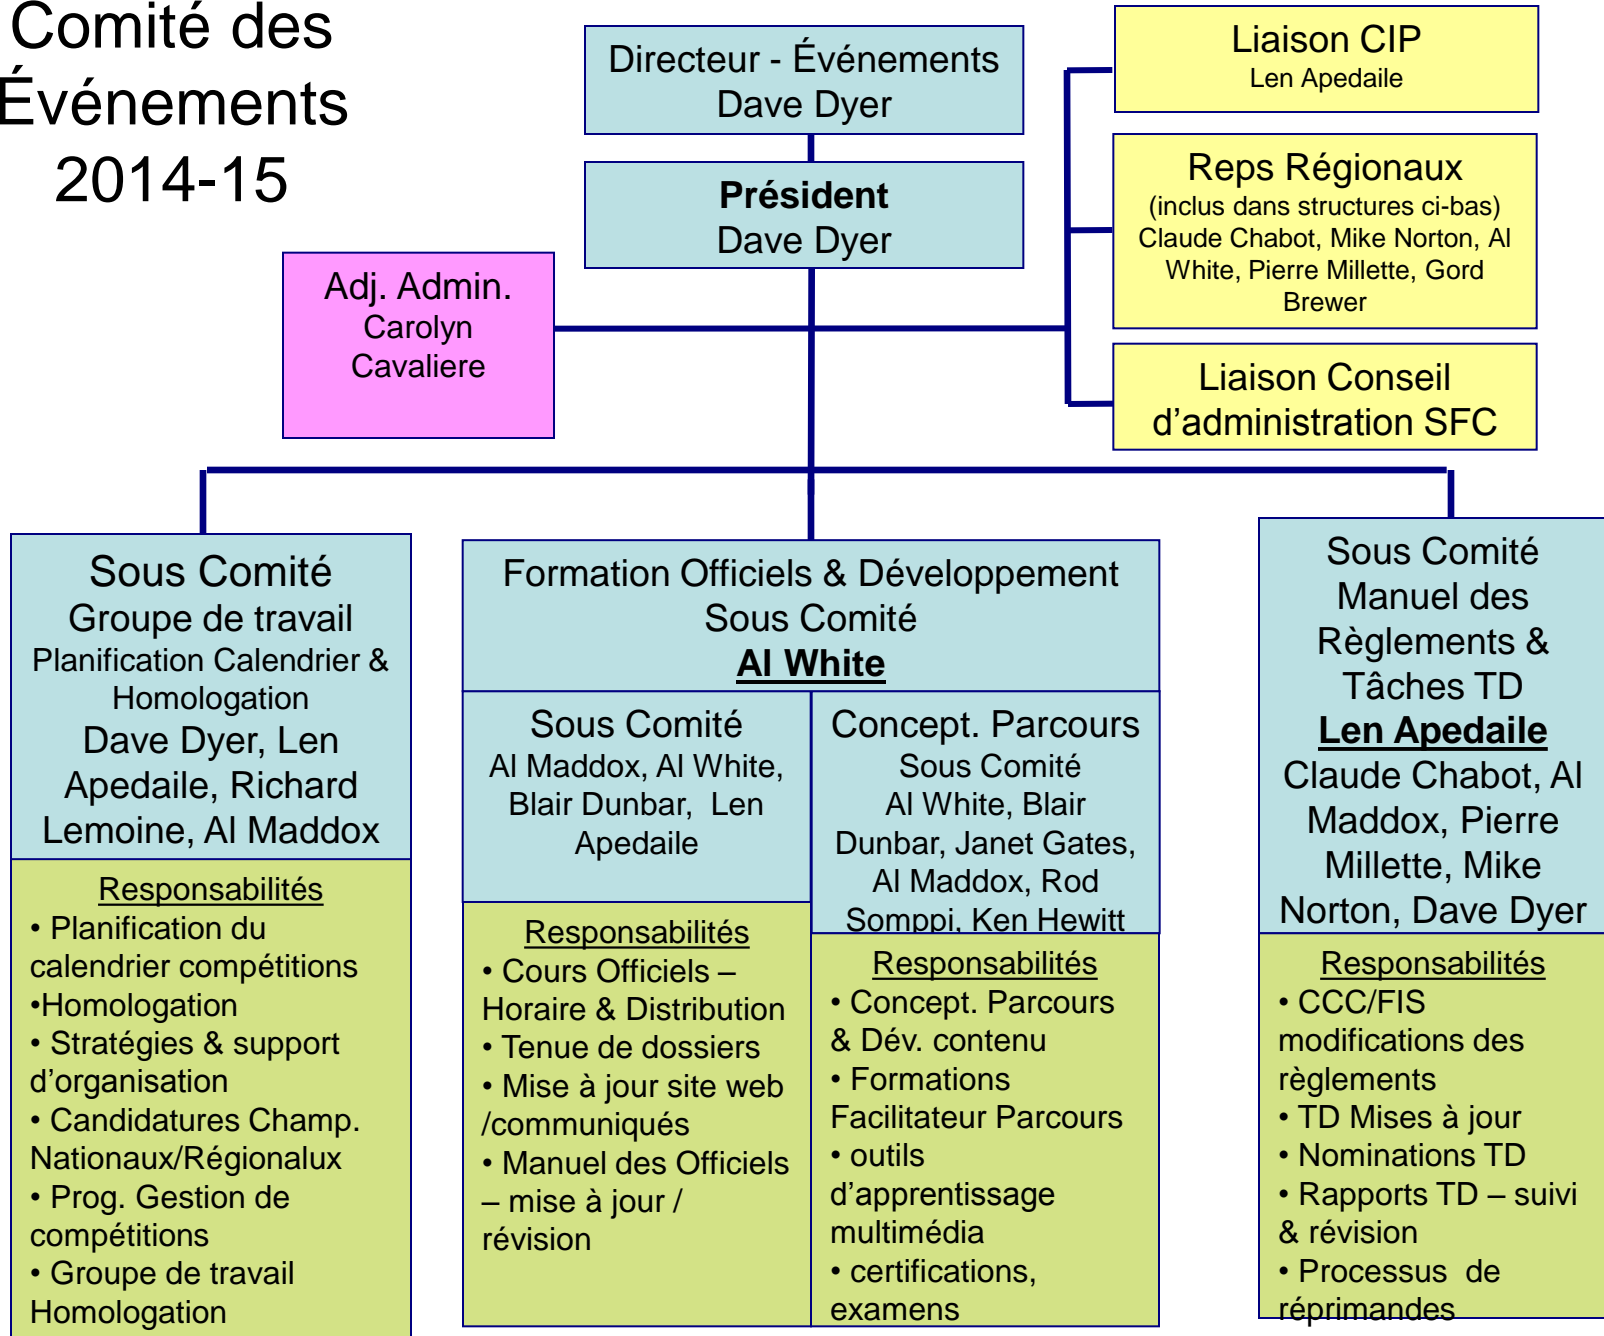 Comité des
Événements
2014-15
Directeur - Événements
Dave Dyer
Président
Dave Dyer
Liaison CIP
Len Apedaile
Reps Régionaux
(inclus dans structures ci-bas)
Claude Chabot, Mike Norton, Al
White, Pierre Millette, Gord
Brewer
Liaison Conseil
d’administration SFC
Adj. Admin.
Carolyn
Cavaliere
Sous Comité
Groupe de travail
Planification Calendrier &
Homologation
Dave Dyer, Len
Apedaile, Richard
Lemoine, Al Maddox
Responsabilités
• Planification du
calendrier compétitions
•Homologation
• Stratégies & support
d’organisation
• Candidatures Champ.
Nationaux/Régionalux
• Prog. Gestion de
compétitions
• Groupe de travail
Homologation
Formation Officiels & Développement
Sous Comité
Al White
Sous Comité
Al Maddox, Al White,
Blair Dunbar, Len
Apedaile
Responsabilités
• Cours Officiels –
Horaire & Distribution
• Tenue de dossiers
• Mise à jour site web
/communiqués
• Manuel des Officiels
– mise à jour /
révision
Concept. Parcours
Sous Comité
Al White, Blair
Dunbar, Janet Gates,
Al Maddox, Rod
Somppi, Ken Hewitt
Responsabilités
• Concept. Parcours
& Dév. contenu
• Formations
Facilitateur Parcours
• outils
d’apprentissage
multimédia
• certifications,
examens
Sous Comité
Manuel des
Règlements &
Tâches TD
Len Apedaile
Claude Chabot, Al
Maddox, Pierre
Millette, Mike
Norton, Dave Dyer
Responsabilités
• CCC/FIS
modifications des
règlements
• TD Mises à jour
• Nominations TD
• Rapports TD – suivi
& révision
• Processus de
réprimandes